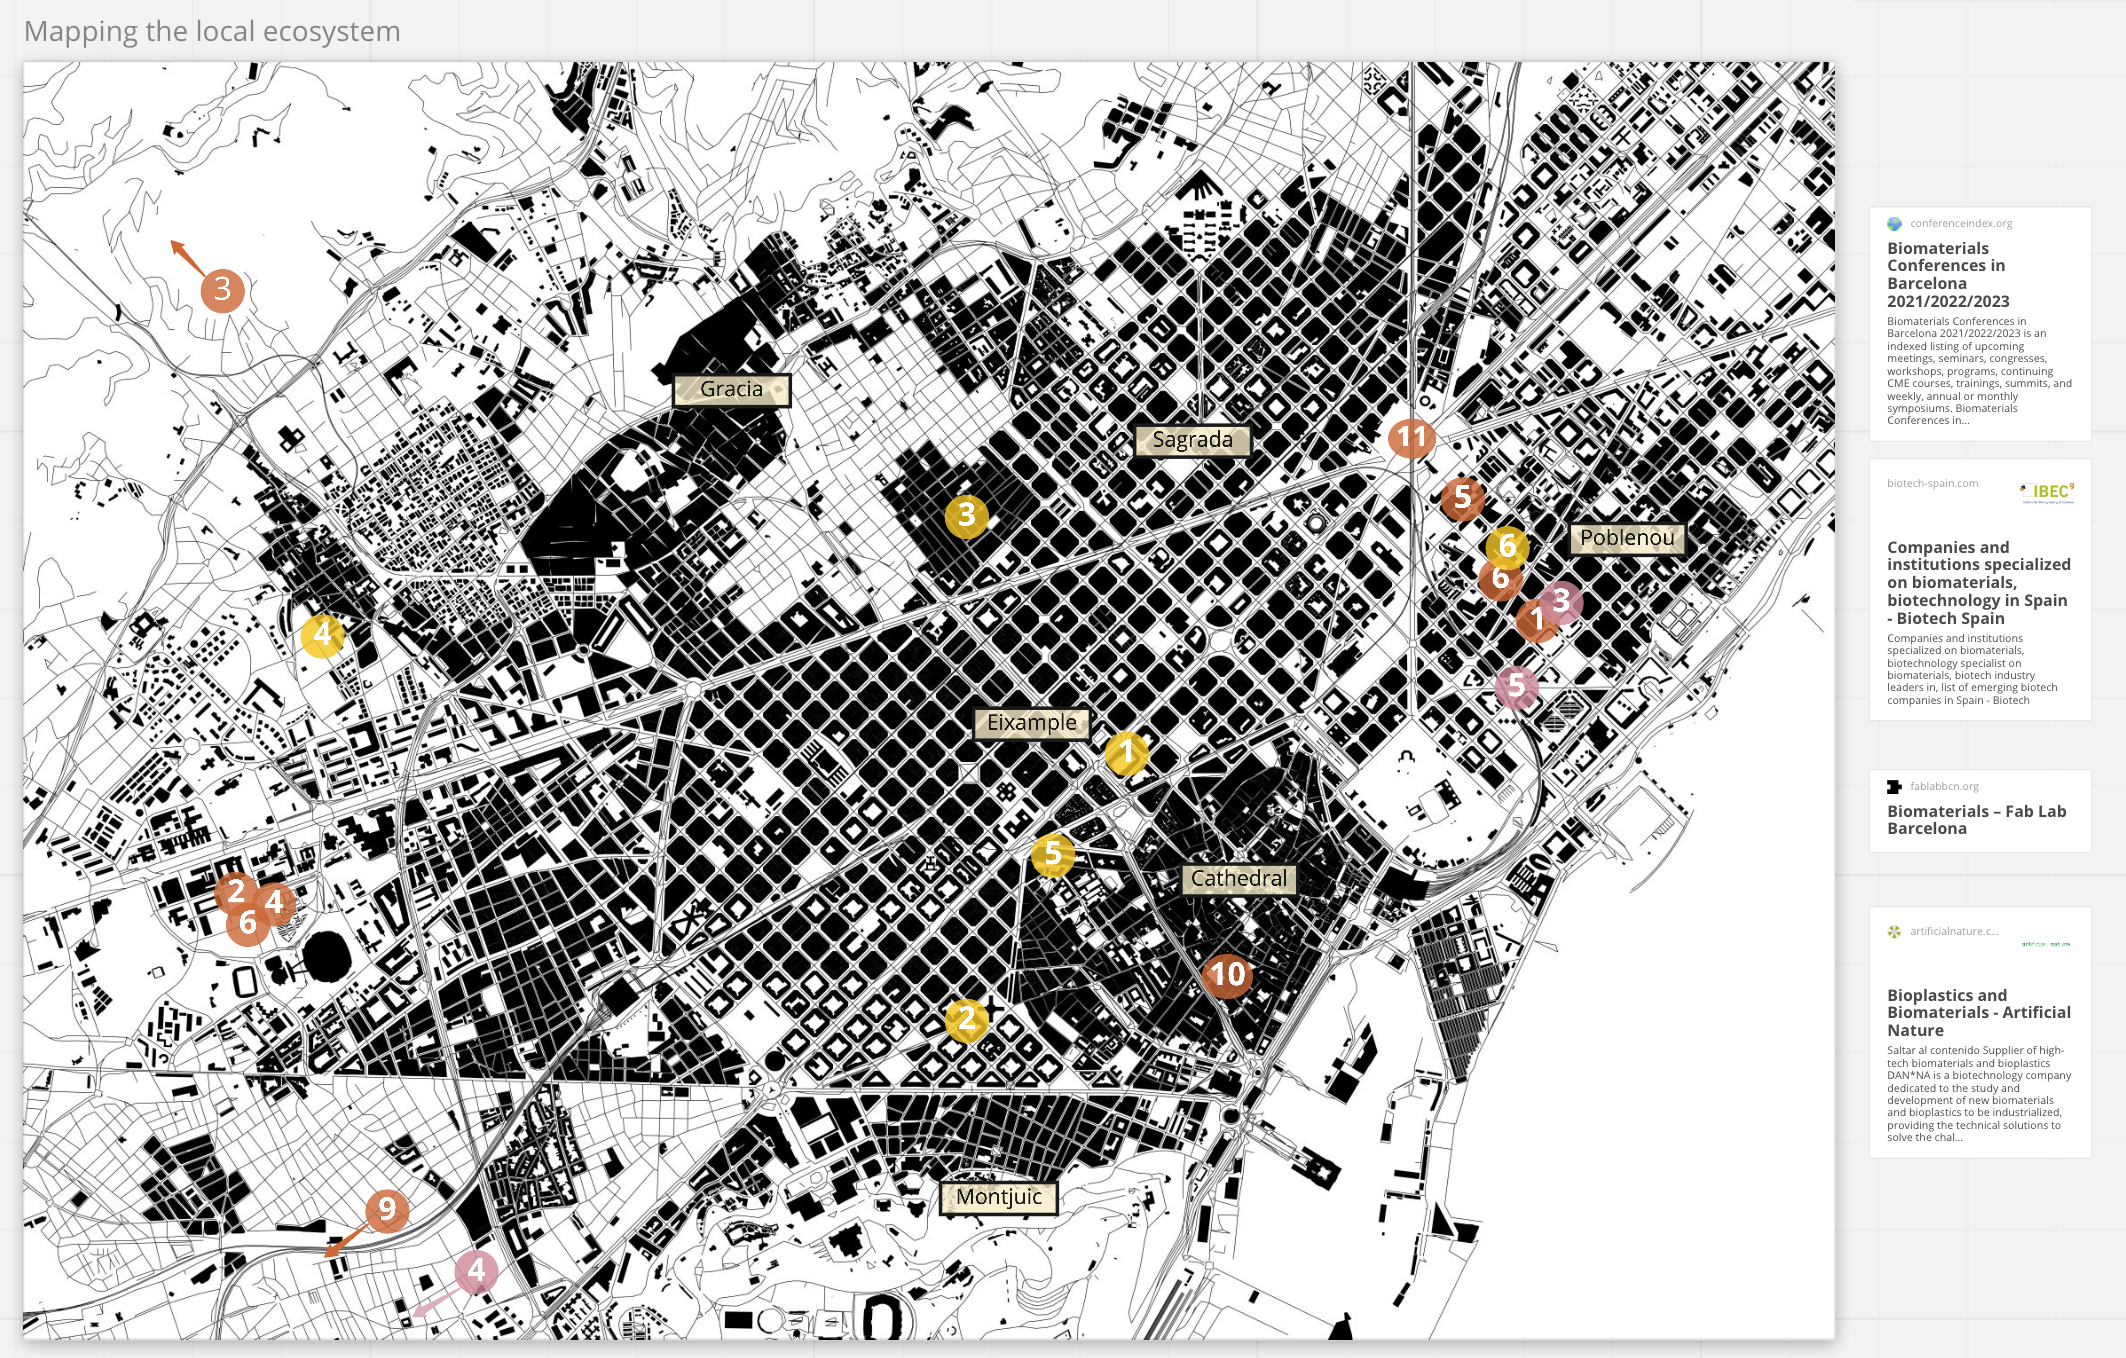 Mapping the local ecosystem
3
Gracia
Sagrada
11
3
5
6
Poblenou
6
3
1
4
5
Eixample
1
5
Cathedral
2
4
6
10
2
Montjuic
9
4
conferenceindex.org
Biomaterials
Conferences in
Barcelona
2021/2022/2023
Biomaterials Conferences in
Barcelona 2021/2022/2023 is an
indexed listing of upcoming
meetings, seminars, congresses,
workshops, programs, continuing
CME courses, trainings, summits, and
weekly, annual or monthly
symposiums. Biomaterials
Conferences in...
biotech-spain.com
IBEC
Companies and
institutions specialized
on biomaterials,
biotechnology in Spain
- Biotech Spain
Companies and institutions
specialized on biomaterials,
biotechnology specialist on
biomaterials, biotech industry
leaders in, list of emerging biotech
companies in Spain - Biotech
fablabbcn.org
Biomaterials – Fab Lab
Barcelona
artificialnature.c...
artificial nature
Bioplastics and
Biomaterials - Artificial
Nature
Saltar al contenido Supplier of high-
tech biomaterials and bioplastics
DAN*NA is a biotechnology company
dedicated to the study and
development of new biomaterials
and bioplastics to be industrialized,
providing the technical solutions to
solve the chal...